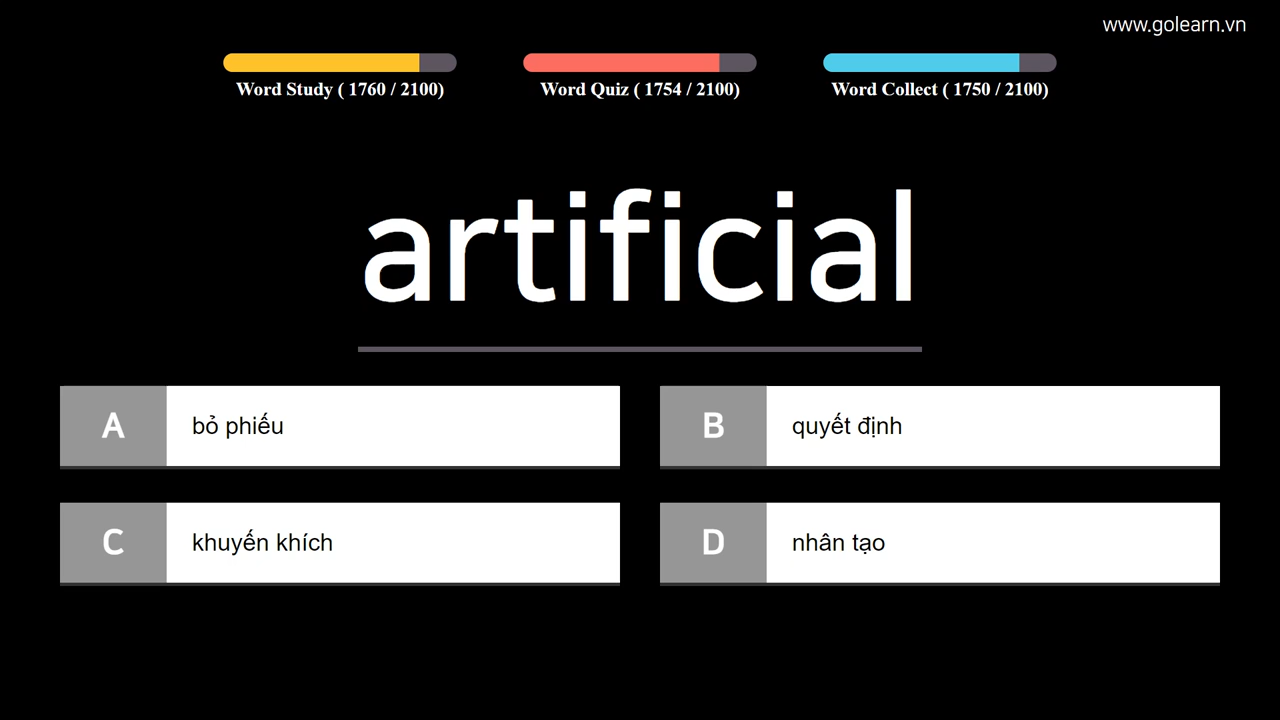 www.golearn.vn
Word Study ( 1760 / 2100)
Word Quiz ( 1754 / 2100)
Word Collect ( 1750 / 2100)
artificial
A bỏ phiếu
B quyết định
C khuyến khích
D nhân tạo